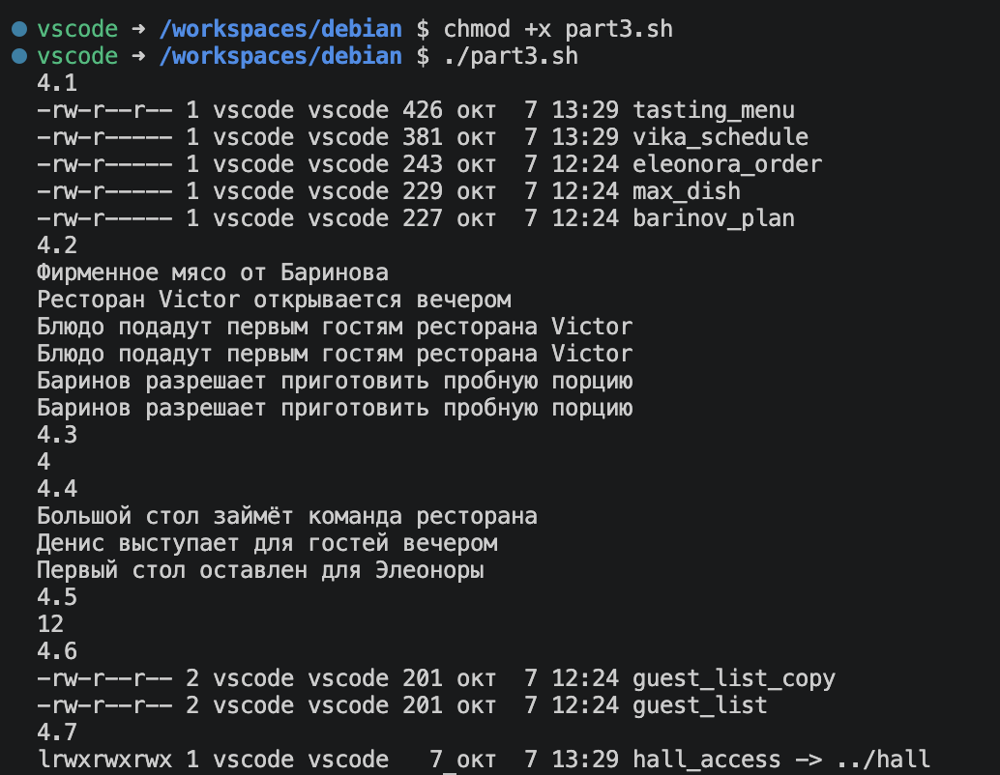 vscode → /workspaces/debian $ chmod +x part3.sh
vscode → /workspaces/debian $ ./part3.sh
4.1
-rw-r--r-- 1 vscode vscode 426 окт  7 13:29 tasting_menu
-rw-r----- 1 vscode vscode 381 окт  7 13:29 vika_schedule
-rw-r----- 1 vscode vscode 243 окт  7 12:24 eleonora_order
-rw-r----- 1 vscode vscode 229 окт  7 12:24 max_dish
-rw-r----- 1 vscode vscode 227 окт  7 12:24 barinov_plan
4.2
Фирменное мясо от Баринова
Ресторан Victor открывается вечером
Блюдо подадут первым гостям ресторана Victor
Блюдо подадут первым гостям ресторана Victor
Баринов разрешает приготовить пробную порцию
Баринов разрешает приготовить пробную порцию
4.3
4
4.4
Большой стол займёт команда ресторана
Денис выступает для гостей вечером
Первый стол оставлен для Элеоноры
4.5
12
4.6
-rw-r--r-- 2 vscode vscode 201 окт  7 12:24 guest_list_copy
-rw-r--r-- 2 vscode vscode 201 окт  7 12:24 guest_list
4.7
lrwxrwxrwx 1 vscode vscode   7 окт  7 13:29 hall_access -> ../hall